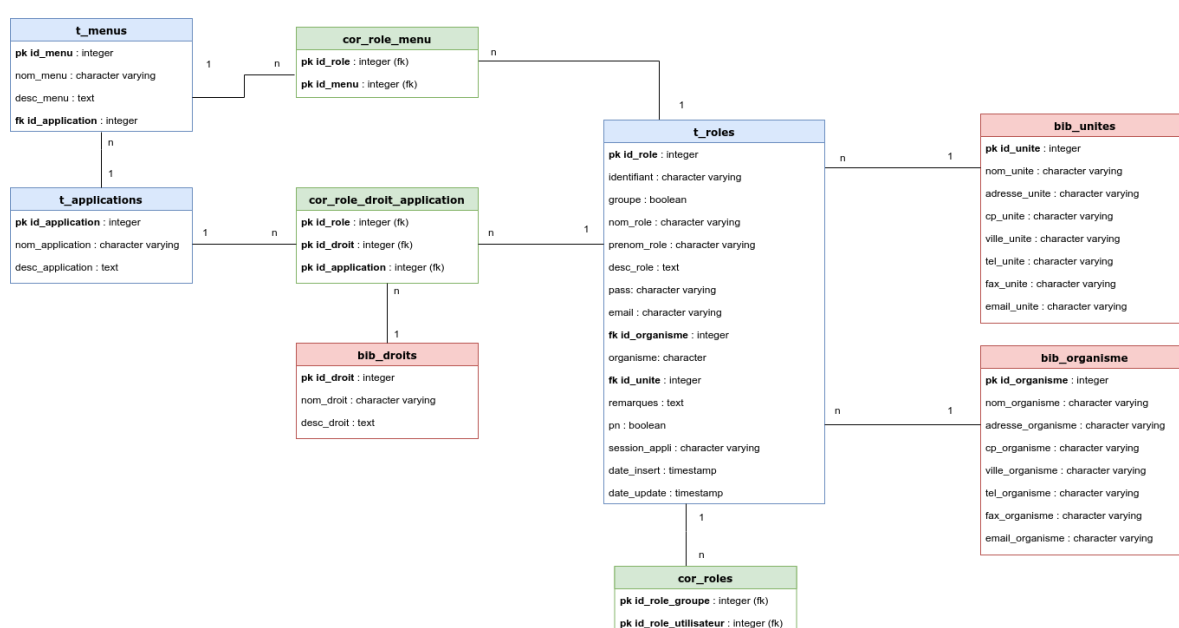 t_menus
pk id_menu : integer
nom_menu : character varying
desc_menu : text
fk id_application : integer
1
n
cor_role_menu
pk id_role : integer (fk)
pk id_menu : integer (fk)
n
1
n
1
t_applications
pk id_application : integer
nom_application : character varying
desc_application : text
1
n
cor_role_droit_application
pk id_role : integer (fk)
pk id_droit : integer (fk)
pk id_application : integer (fk)
n
1
n
1
bib_droits
pk id_droit : integer
nom_droit : character varying
desc_droit : text
t_roles
pk id_role : integer
identifiant : character varying
groupe : boolean
nom_role : character varying
prenom_role : character varying
desc_role : text
pass: character varying
email : character varying
fk id_organisme : integer
organisme: character
fk id_unite : integer
remarques : text
pn : boolean
session_appli : character varying
date_insert : timestamp
date_update : timestamp
n
1
bib_unites
pk id_unite : integer
nom_unite : character varying
adresse_unite : character varying
cp_unite : character varying
ville_unite : character varying
tel_unite : character varying
fax_unite : character varying
email_unite : character varying
n
1
bib_organisme
pk id_organisme : integer
nom_organisme : character varying
adresse_organisme : character varying
cp_organisme : character varying
ville_organisme : character varying
tel_organisme : character varying
fax_organisme : character varying
email_organisme : character varying
1
n
cor_roles
pk id_role_groupe : integer (fk)
pk id_role_utilisateur : integer (fk)